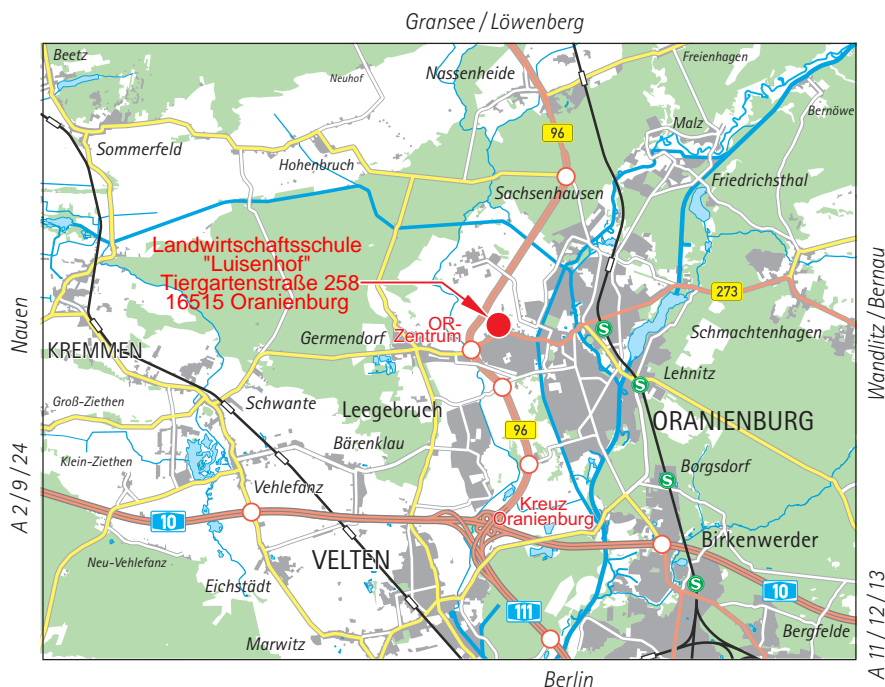 Gransee / Löwenberg
Beetz
Neuhof
Nassenheide
Freienhagen
Bernöwe
96
Malz
Sommerfeld
Hohenbruch
Friedrichsthal
Sachsenhausen
Landwirtschaftsschule
"Luisenhof"
Tiergartenstraße 258
16515 Oranienburg
273
Nauen
Wandlitz / Bernau
OR-
Zentrum
Germendorf
S
Schmachtenhagen
KREMMEN
Lehnitz
S
Groß-Ziethen
Schwante
Leegebruch
ORANIENBURG
96
Bärenklau
Klein-Ziethen
Borgsdorf
S
A 2 / 9 / 24
Vehlefanz
10
Kreuz
Oranienburg
Birkenwerder
Neu-Vehlefanz
VELTEN
Eichstädt
S
10
111
A 11 / 12 / 13
Marwitz
Bergfelde
Berlin